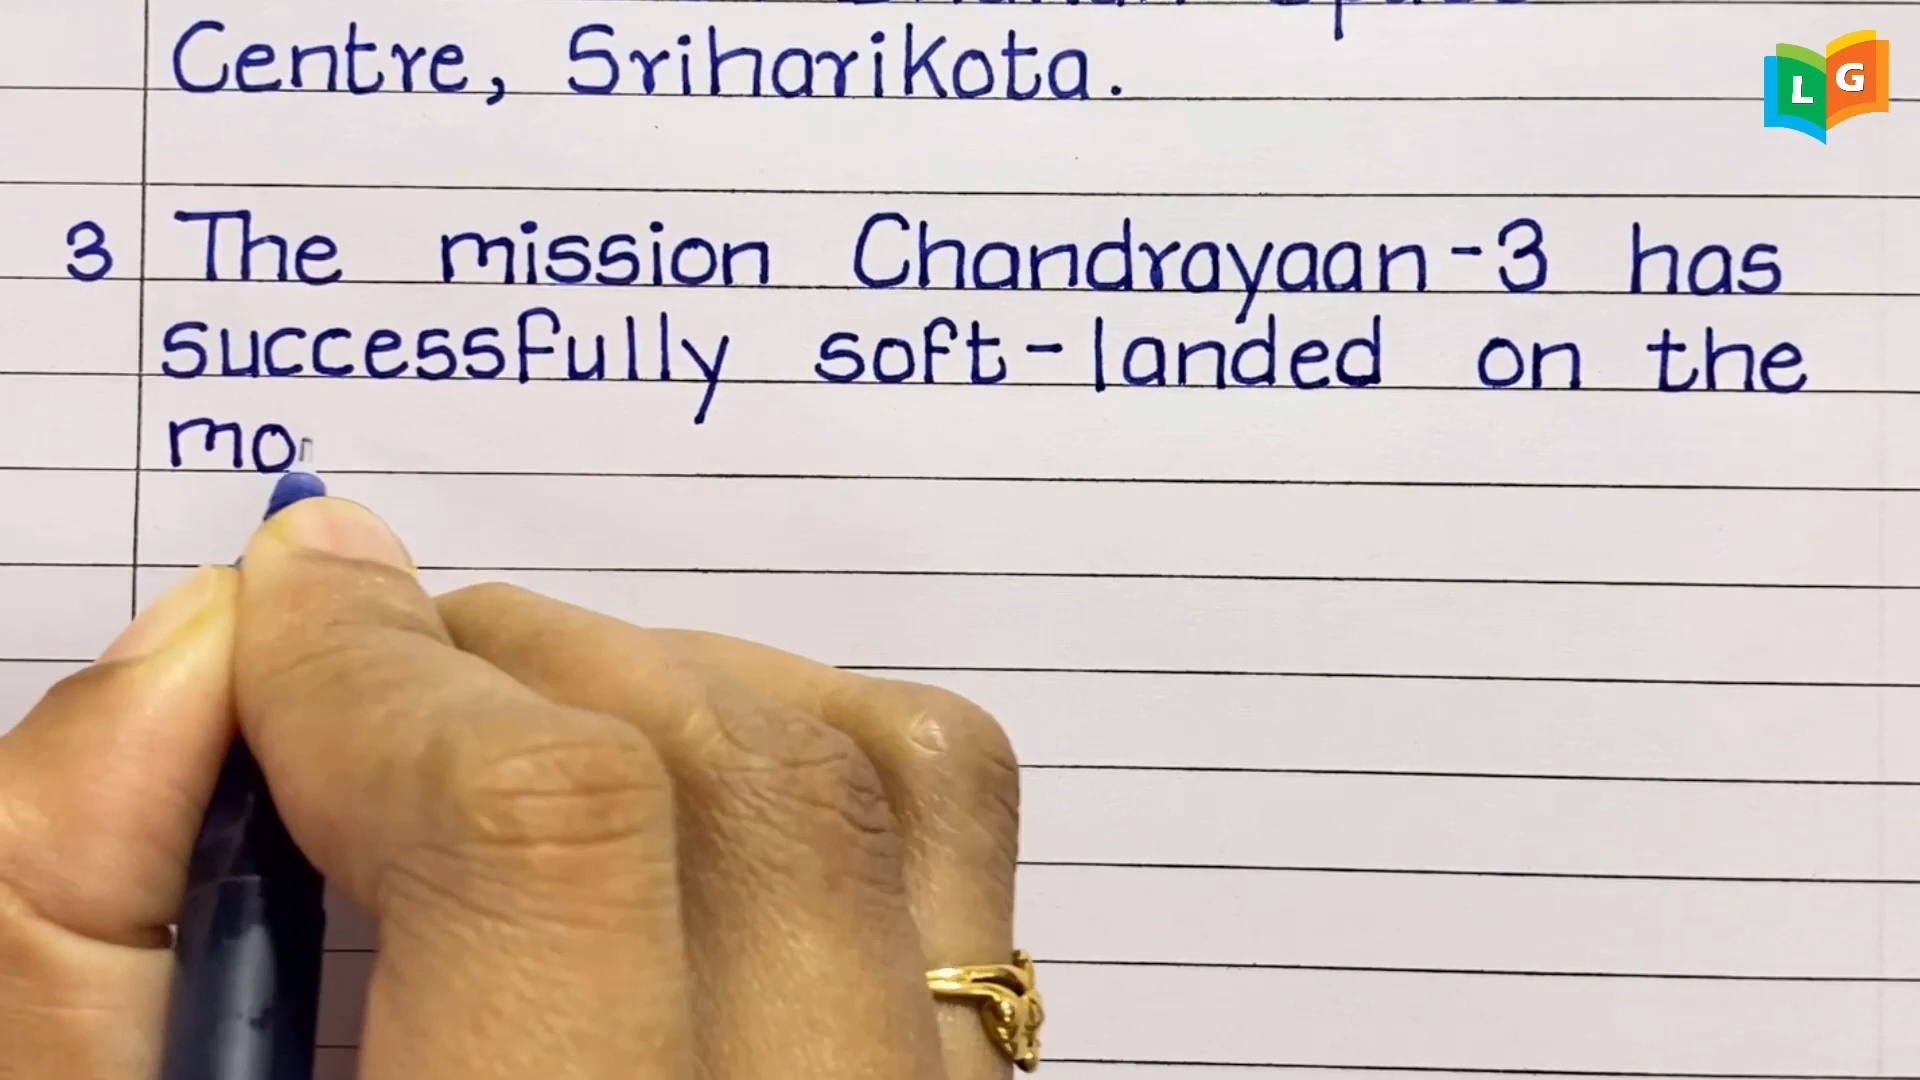 Centre, Sriharikota.
L G
3 The mission Chandrayaan-3 has
successfully soft-landed on the
mo